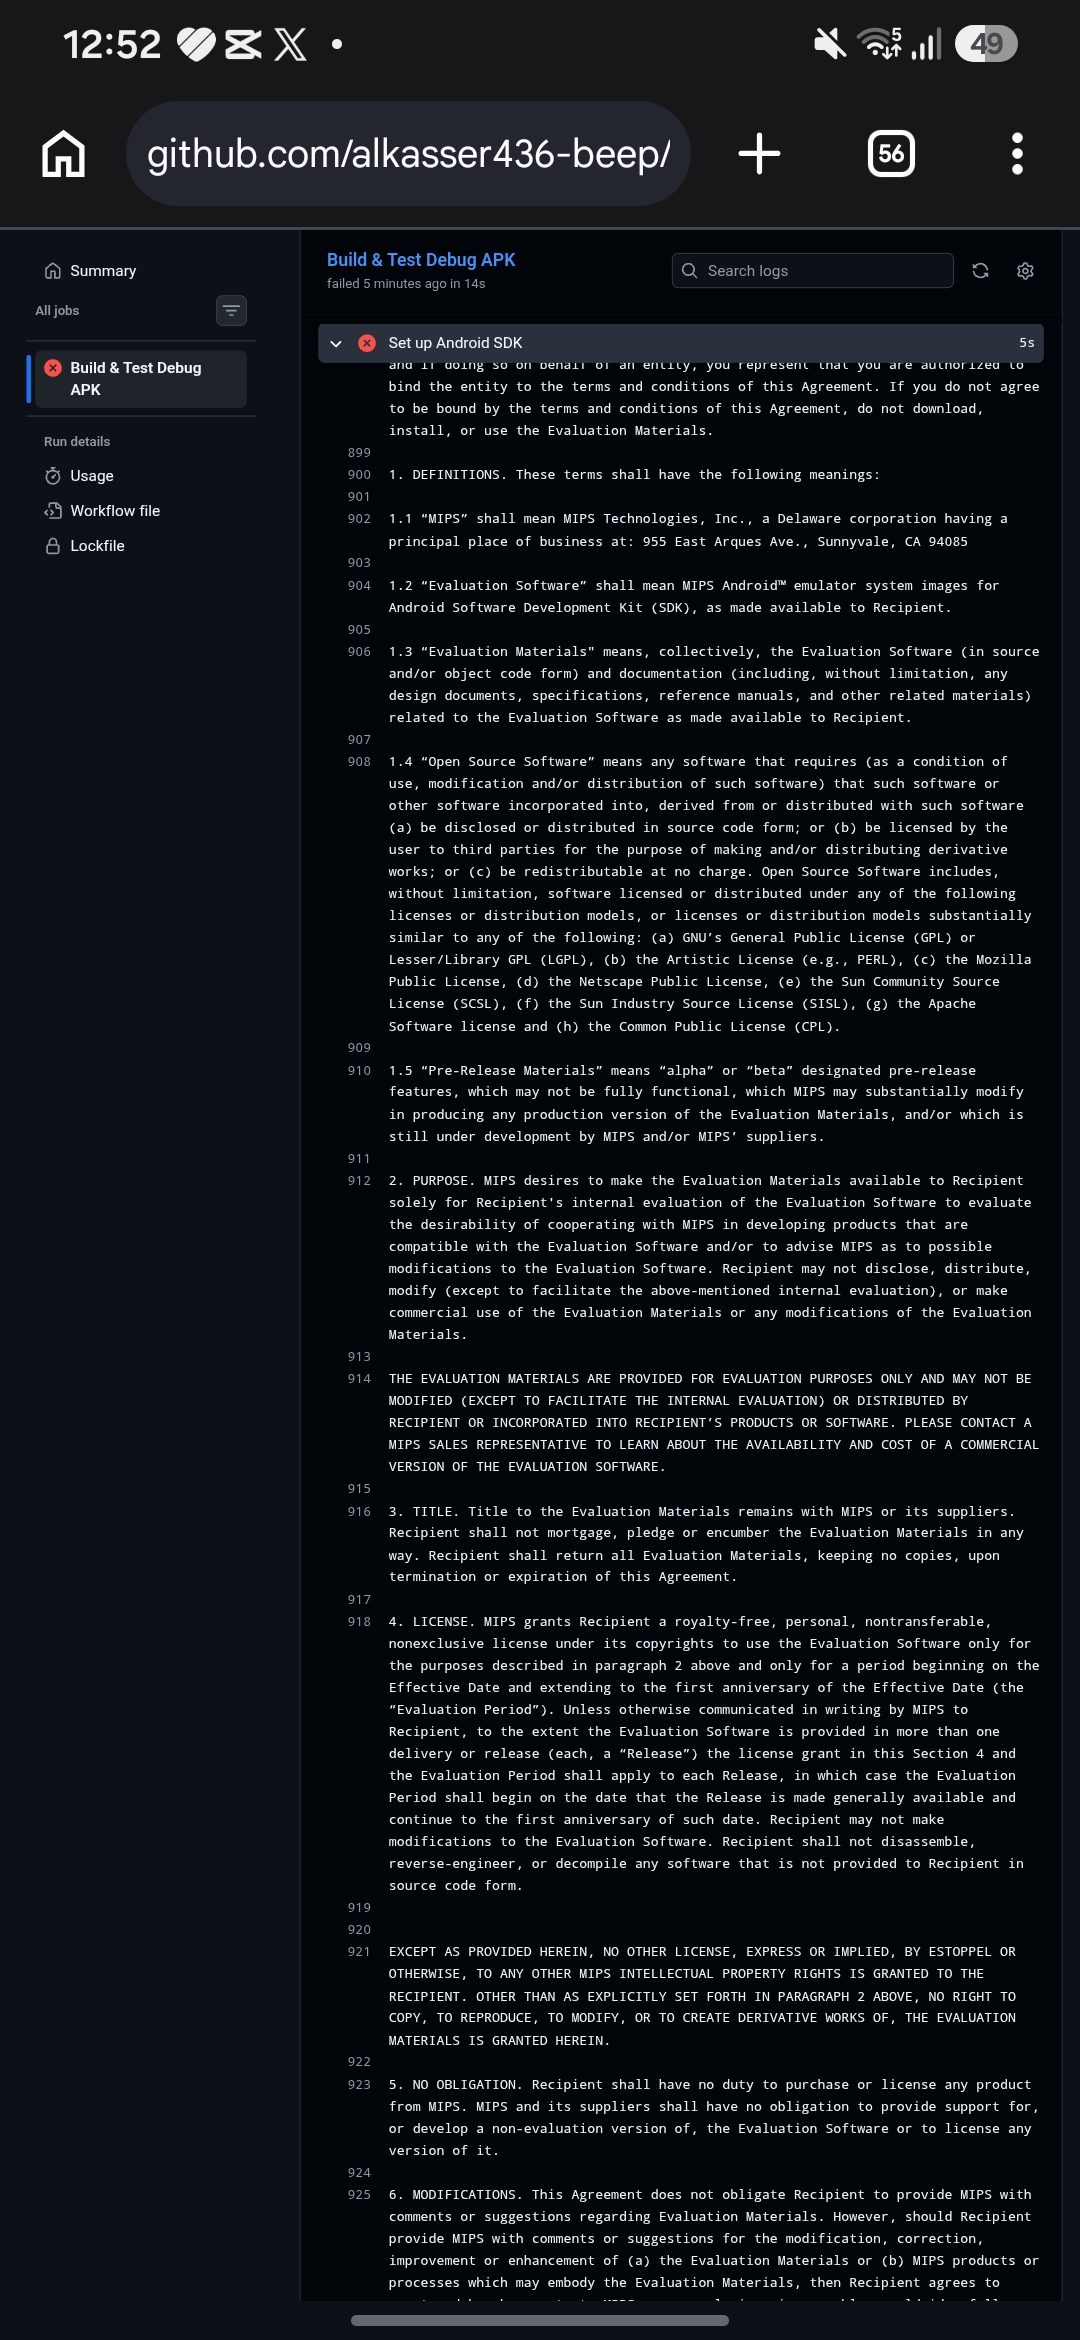 12:52
5
49
github.com/alkasser436-beep/
56
Summary
All jobs
Build & Test Debug
APK
Run details
Usage
Workflow file
Lockfile
Build & Test Debug APK
failed 5 minutes ago in 14s
Search logs
Set up Android SDK 5s
and if doing so on behalf of an entity, you represent that you are authorized to
bind the entity to the terms and conditions of this Agreement. If you do not agree
to be bound by the terms and conditions of this Agreement, do not download,
install, or use the Evaluation Materials.
899
900 1. DEFINITIONS. These terms shall have the following meanings:
901
902 1.1 “MIPS” shall mean MIPS Technologies, Inc., a Delaware corporation having a
principal place of business at: 955 East Arques Ave., Sunnyvale, CA 94085
903
904 1.2 “Evaluation Software” shall mean MIPS Android™ emulator system images for
Android Software Development Kit (SDK), as made available to Recipient.
905
906 1.3 “Evaluation Materials" means, collectively, the Evaluation Software (in source
and/or object code form) and documentation (including, without limitation, any
design documents, specifications, reference manuals, and other related materials)
related to the Evaluation Software as made available to Recipient.
907
908 1.4 “Open Source Software” means any software that requires (as a condition of
use, modification and/or distribution of such software) that such software or
other software incorporated into, derived from or distributed with such software
(a) be disclosed or distributed in source code form; or (b) be licensed by the
user to third parties for the purpose of making and/or distributing derivative
works; or (c) be redistributable at no charge. Open Source Software includes,
without limitation, software licensed or distributed under any of the following
licenses or distribution models, or licenses or distribution models substantially
similar to any of the following: (a) GNU’s General Public License (GPL) or
Lesser/Library GPL (LGPL), (b) the Artistic License (e.g., PERL), (c) the Mozilla
Public License, (d) the Netscape Public License, (e) the Sun Community Source
License (SCSL), (f) the Sun Industry Source License (SISL), (g) the Apache
Software license and (h) the Common Public License (CPL).
909
910 1.5 “Pre-Release Materials” means “alpha” or “beta” designated pre-release
features, which may not be fully functional, which MIPS may substantially modify
in producing any production version of the Evaluation Materials, and/or which is
still under development by MIPS and/or MIPS’ suppliers.
911
912 2. PURPOSE. MIPS desires to make the Evaluation Materials available to Recipient
solely for Recipient's internal evaluation of the Evaluation Software to evaluate
the desirability of cooperating with MIPS in developing products that are
compatible with the Evaluation Software and/or to advise MIPS as to possible
modifications to the Evaluation Software. Recipient may not disclose, distribute,
modify (except to facilitate the above-mentioned internal evaluation), or make
commercial use of the Evaluation Materials or any modifications of the Evaluation
Materials.
913
914 THE EVALUATION MATERIALS ARE PROVIDED FOR EVALUATION PURPOSES ONLY AND MAY NOT BE
MODIFIED (EXCEPT TO FACILITATE THE INTERNAL EVALUATION) OR DISTRIBUTED BY
RECIPIENT OR INCORPORATED INTO RECIPIENT’S PRODUCTS OR SOFTWARE. PLEASE CONTACT A
MIPS SALES REPRESENTATIVE TO LEARN ABOUT THE AVAILABILITY AND COST OF A COMMERCIAL
VERSION OF THE EVALUATION SOFTWARE.
915
916 3. TITLE. Title to the Evaluation Materials remains with MIPS or its suppliers.
Recipient shall not mortgage, pledge or encumber the Evaluation Materials in any
way. Recipient shall return all Evaluation Materials, keeping no copies, upon
termination or expiration of this Agreement.
917
918 4. LICENSE. MIPS grants Recipient a royalty-free, personal, nontransferable,
nonexclusive license under its copyrights to use the Evaluation Software only for
the purposes described in paragraph 2 above and only for a period beginning on the
Effective Date and extending to the first anniversary of the Effective Date (the
“Evaluation Period”). Unless otherwise communicated in writing by MIPS to
Recipient, to the extent the Evaluation Software is provided in more than one
delivery or release (each, a “Release”) the license grant in this Section 4 and
the Evaluation Period shall apply to each Release, in which case the Evaluation
Period shall begin on the date that the Release is made generally available and
continue to the first anniversary of such date. Recipient may not make
modifications to the Evaluation Software. Recipient shall not disassemble,
reverse-engineer, or decompile any software that is not provided to Recipient in
source code form.
919
920
921 EXCEPT AS PROVIDED HEREIN, NO OTHER LICENSE, EXPRESS OR IMPLIED, BY ESTOPPEL OR
OTHERWISE, TO ANY OTHER MIPS INTELLECTUAL PROPERTY RIGHTS IS GRANTED TO THE
RECIPIENT. OTHER THAN AS EXPLICITLY SET FORTH IN PARAGRAPH 2 ABOVE, NO RIGHT TO
COPY, TO REPRODUCE, TO MODIFY, OR TO CREATE DERIVATIVE WORKS OF, THE EVALUATION
MATERIALS IS GRANTED HEREIN.
922
923 5. NO OBLIGATION. Recipient shall have no duty to purchase or license any product
from MIPS. MIPS and its suppliers shall have no obligation to provide support for,
or develop a non-evaluation version of, the Evaluation Software or to license any
version of it.
924
925 6. MODIFICATIONS. This Agreement does not obligate Recipient to provide MIPS with
comments or suggestions regarding Evaluation Materials. However, should Recipient
provide MIPS with comments or suggestions for the modification, correction,
improvement or enhancement of (a) the Evaluation Materials or (b) MIPS products or
processes which may embody the Evaluation Materials, then Recipient agrees to